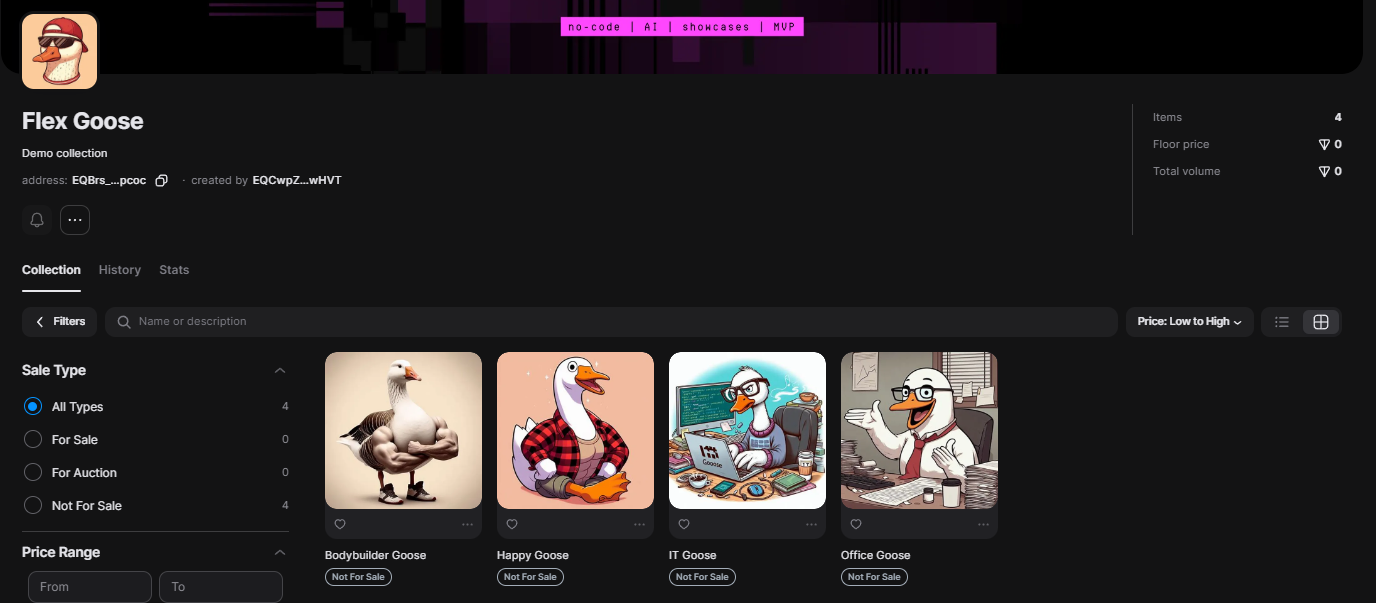 no-code | AI | showcases | MVP
Flex Goose
Demo collection
address: EQBrs_...pcoc · created by EQCwpZ...wHVT
Items 4
Floor price 0
Total volume 0
Collection History Stats
Filters
Name or description
Price: Low to High
Sale Type
All Types 4
For Sale 0
For Auction 0
Not For Sale 4
Price Range
From To
Goose
Bodybuilder Goose
Not For Sale
Happy Goose
Not For Sale
IT Goose
Not For Sale
Office Goose
Not For Sale